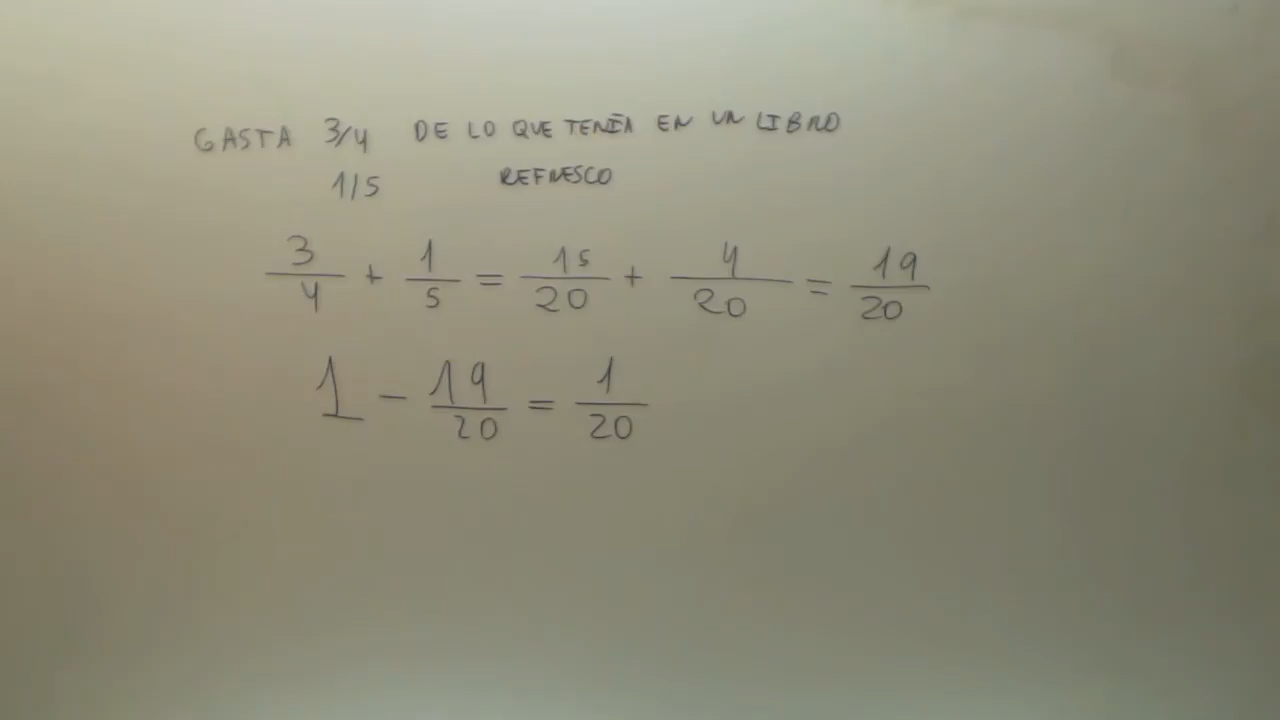 GASTA 3/4 DE LO QUE TENÍA EN UN LIBRO
1/5 REFRESCO
3/4 + 1/5 = 15/20 + 4/20 = 19/20
1 - 19/20 = 1/20